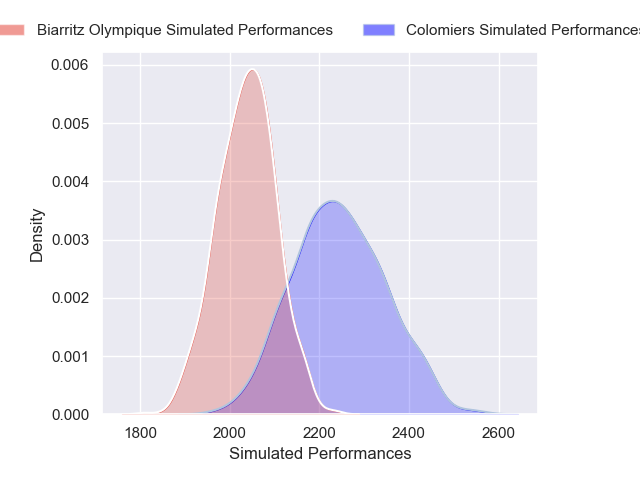 Biarritz Olympique Simulated Performances
Colomiers Simulated Performances
0.006
0.005
0.004
0.003
0.002
0.001
0.000
Density
1800 2000 2200 2400 2600
Simulated Performances